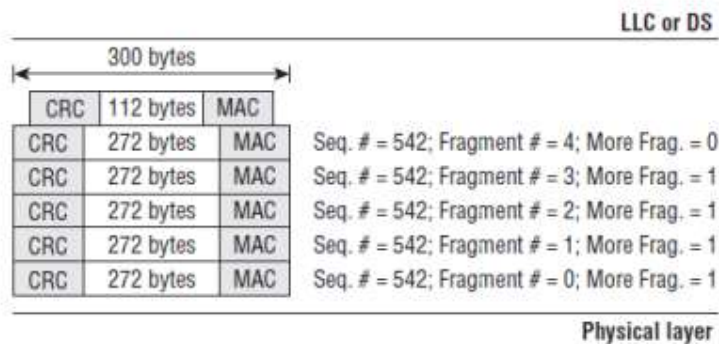 LLC or DS
300 bytes
CRC 112 bytes MAC
CRC 272 bytes MAC Seq. # = 542; Fragment # = 4; More Frag. = 0
CRC 272 bytes MAC Seq. # = 542; Fragment # = 3; More Frag. = 1
CRC 272 bytes MAC Seq. # = 542; Fragment # = 2; More Frag. = 1
CRC 272 bytes MAC Seq. # = 542; Fragment # = 1; More Frag. = 1
CRC 272 bytes MAC Seq. # = 542; Fragment # = 0; More Frag. = 1
Physical layer